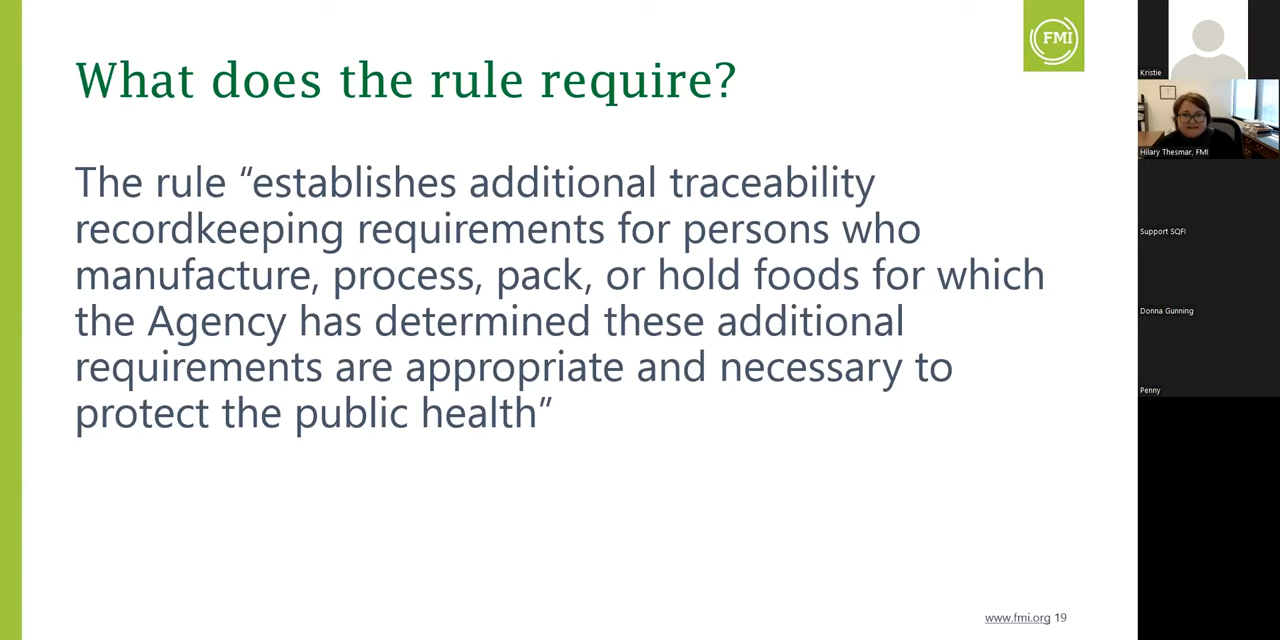 What does the rule require?
FMI
The rule “establishes additional traceability
recordkeeping requirements for persons who
manufacture, process, pack, or hold foods for which
the Agency has determined these additional
requirements are appropriate and necessary to
protect the public health”
www.fmi.org 19
Kristie
Hilary Thesmar, FMI
Support SQFI
Donna Gunning
Penny